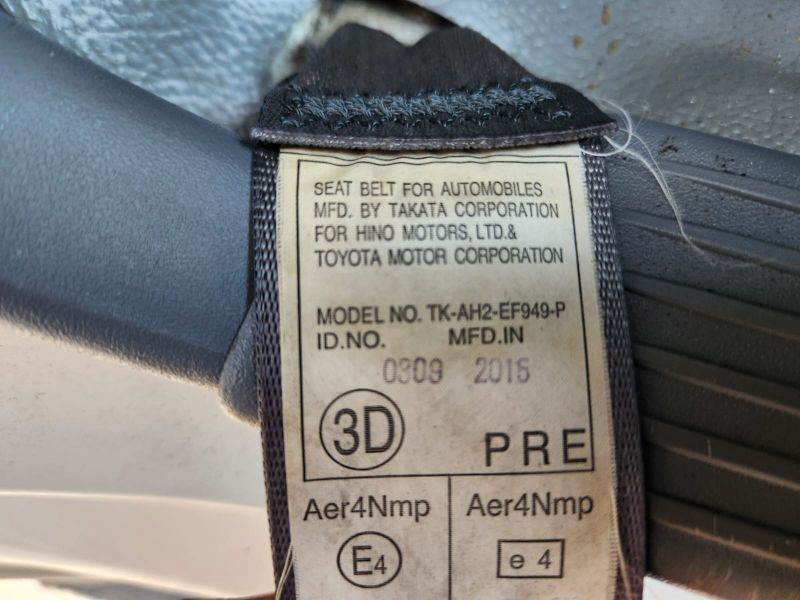 SEAT BELT FOR AUTOMOBILES
MFD. BY TAKATA CORPORATION
FOR HINO MOTORS, LTD.&
TOYOTA MOTOR CORPORATION
MODEL NO. TK-AH2-EF949-P
ID.NO. MFD.IN
0309 2015
3D PRE
Aer4Nmp Aer4Nmp
E4 e 4